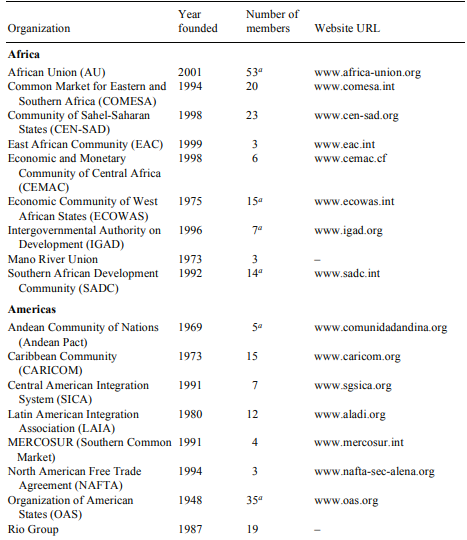 Organization Year founded Number of members Website URL
Africa
African Union (AU) 2001 53a www.africa-union.org
Common Market for Eastern and 1994 20 www.comesa.int
Southern Africa (COMESA)
Community of Sahel-Saharan 1998 23 www.cen-sad.org
States (CEN-SAD)
East African Community (EAC) 1999 3 www.eac.int
Economic and Monetary 1998 6 www.cemac.cf
Community of Central Africa
(CEMAC)
Economic Community of West 1975 15a www.ecowas.int
African States (ECOWAS)
Intergovernmental Authority on 1996 7a www.igad.org
Development (IGAD)
Mano River Union 1973 3 –
Southern African Development 1992 14a www.sadc.int
Community (SADC)
Americas
Andean Community of Nations 1969 5a www.comunidadandina.org
(Andean Pact)
Caribbean Community 1973 15 www.caricom.org
(CARICOM)
Central American Integration 1991 7 www.sgsica.org
System (SICA)
Latin American Integration 1980 12 www.aladi.org
Association (LAIA)
MERCOSUR (Southern Common 1991 4 www.mercosur.int
Market)
North American Free Trade 1994 3 www.nafta-sec-alena.org
Agreement (NAFTA)
Organization of American 1948 35a www.oas.org
States (OAS)
Rio Group 1987 19 –